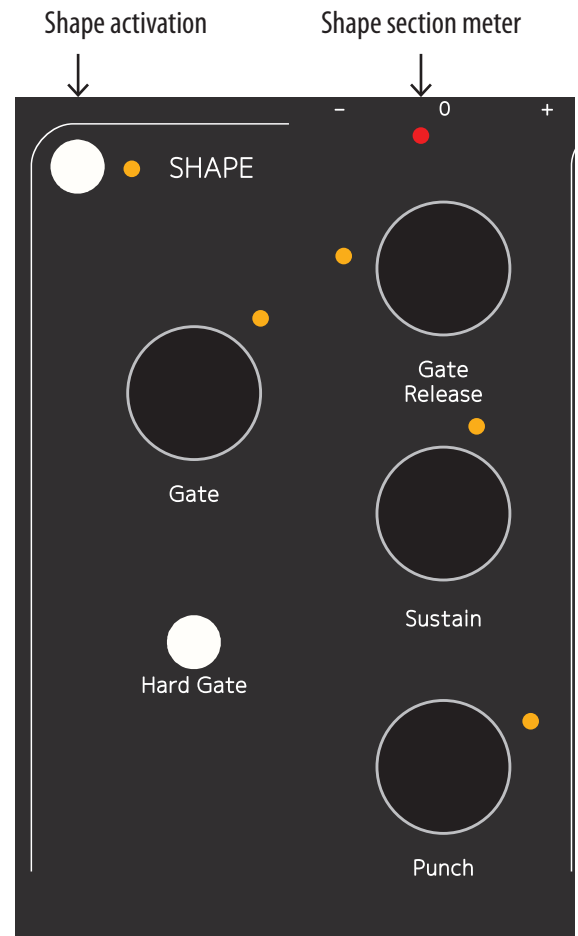 Shape activation
Shape section meter
- 0 +
SHAPE
Gate
Release
Gate
Sustain
Hard Gate
Punch